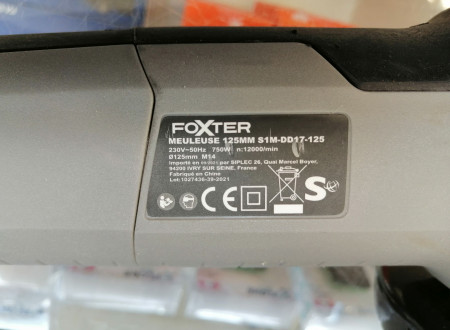 FOXTER
MEULEUSE 125MM S1M-DD17-125
230V~50Hz 750W n:12000/min
Ø125mm M14
Importé en par SIPLEC 26, Quai Marcel Boyer,
94200 IVRY SUR SEINE, France
Fabriqué en Chine
Lot:1027436-39-2021
CE
S